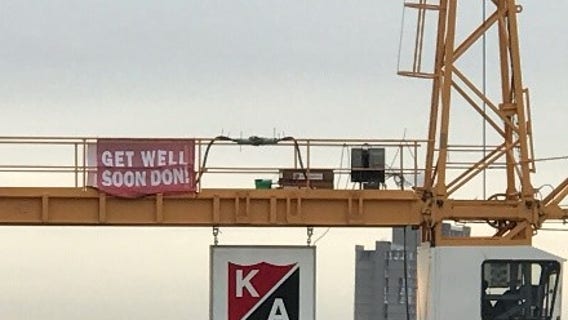 GET WELL
SOON DON!
K
A